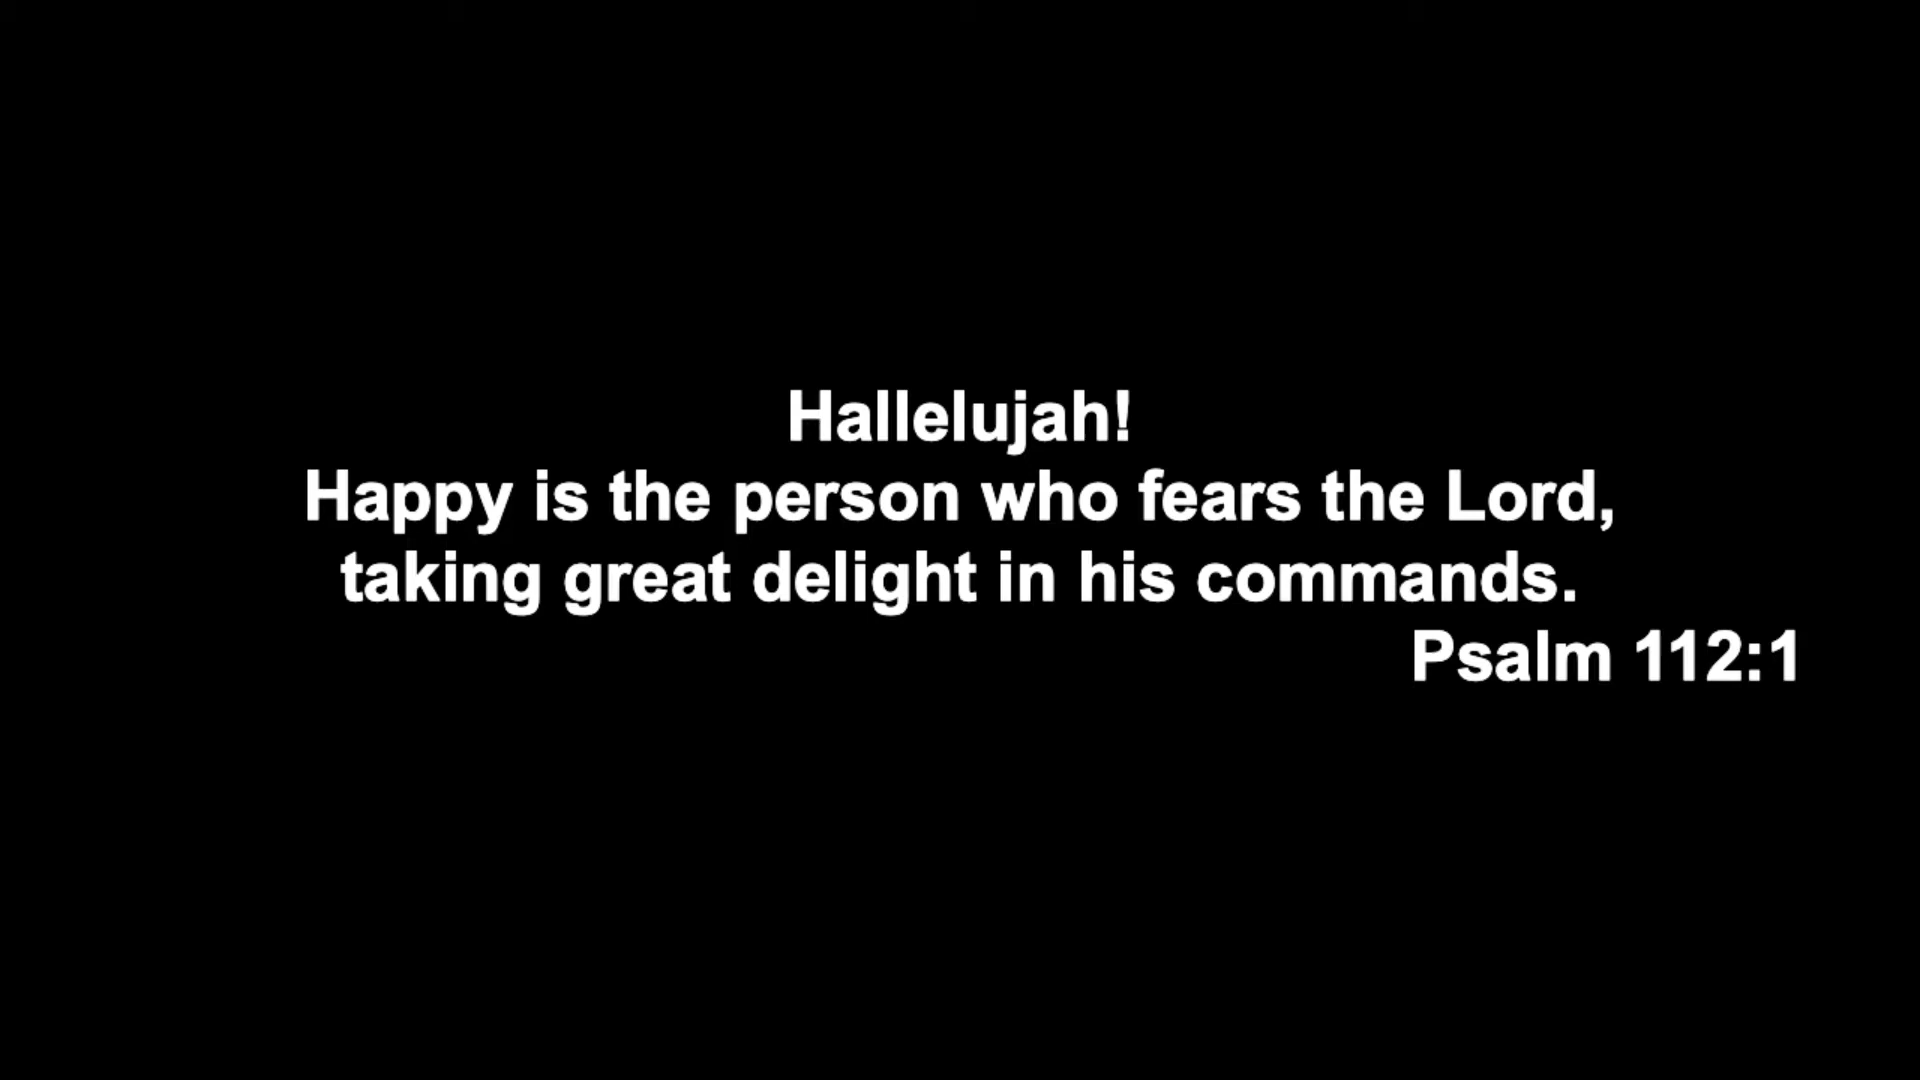 Hallelujah!
Happy is the person who fears the Lord,
taking great delight in his commands.
Psalm 112:1